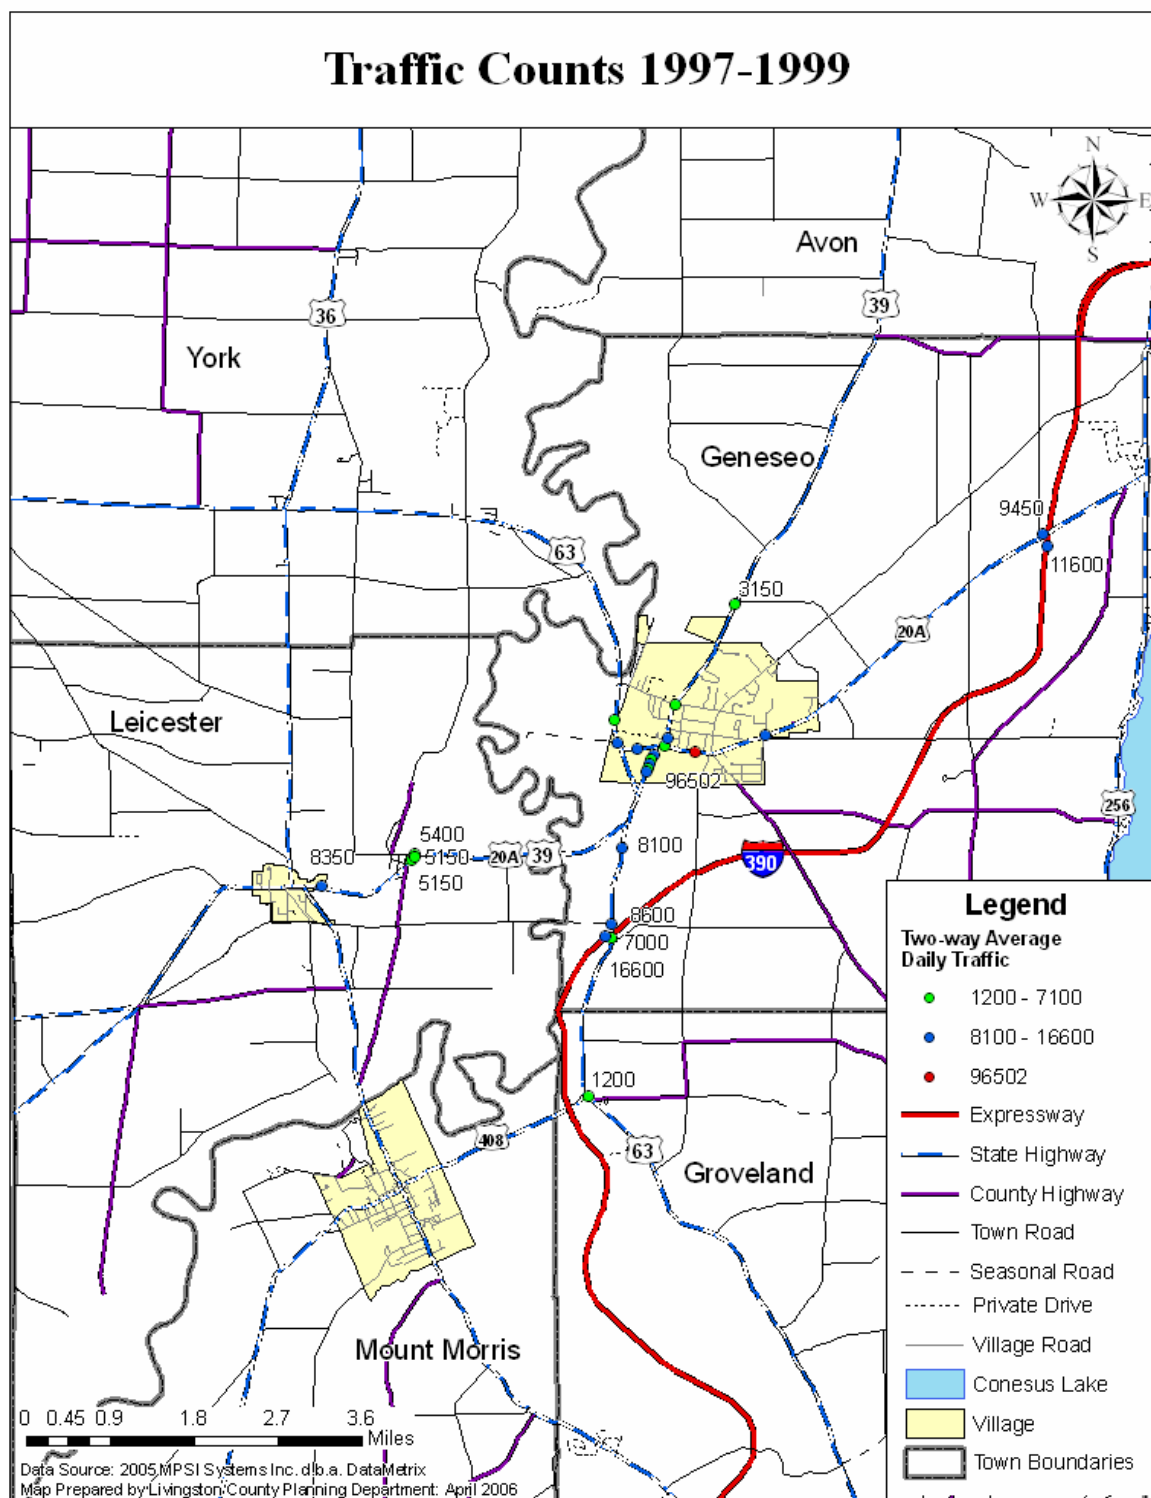 Traffic Counts 1997-1999
N
W E
S
Avon
39
36
York
Geneseo
9450
63
11600
3150
20A
Leicester
96502
256
5400
8350
5150
20A
39
8100
390
5150
8600
7000
16600
1200
408
63
Groveland
Mount Morris
Legend
Two-way Average
Daily Traffic
1200 - 7100
8100 - 16600
96502
Expressway
State Highway
County Highway
Town Road
Seasonal Road
Private Drive
Village Road
Conesus Lake
Village
Town Boundaries
0 0.45 0.9 1.8 2.7 3.6
Miles
Data Source: 2005 MPSI Systems Inc. d.b.a. DataMetrix
Map Prepared by Livingston County Planning Department: April 2006